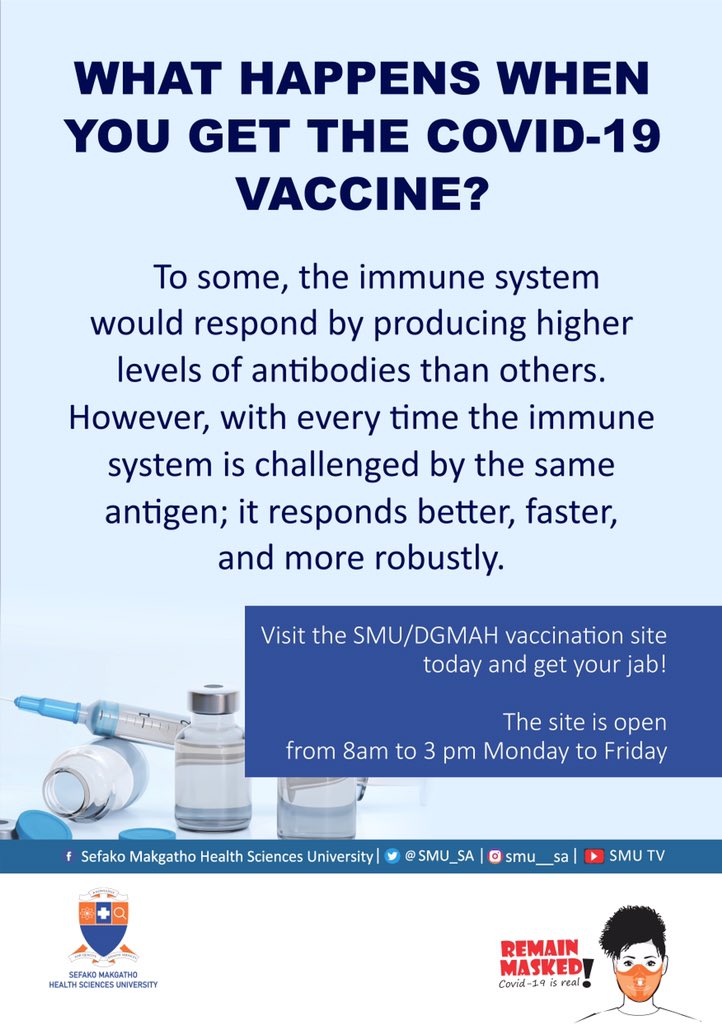 WHAT HAPPENS WHEN
YOU GET THE COVID-19
VACCINE?
To some, the immune system
would respond by producing higher
levels of antibodies than others.
However, with every time the immune
system is challenged by the same
antigen; it responds better, faster,
and more robustly.
Visit the SMU/DGMAH vaccination site
today and get your jab!
The site is open
from 8am to 3 pm Monday to Friday
Sefako Makgatho Health Sciences University| @SMU_SA | smu__sa | SMU TV
SEFAKO MAKGATHO
HEALTH SCIENCES UNIVERSITY
REMAIN
MASKED!
Covid-19 is real